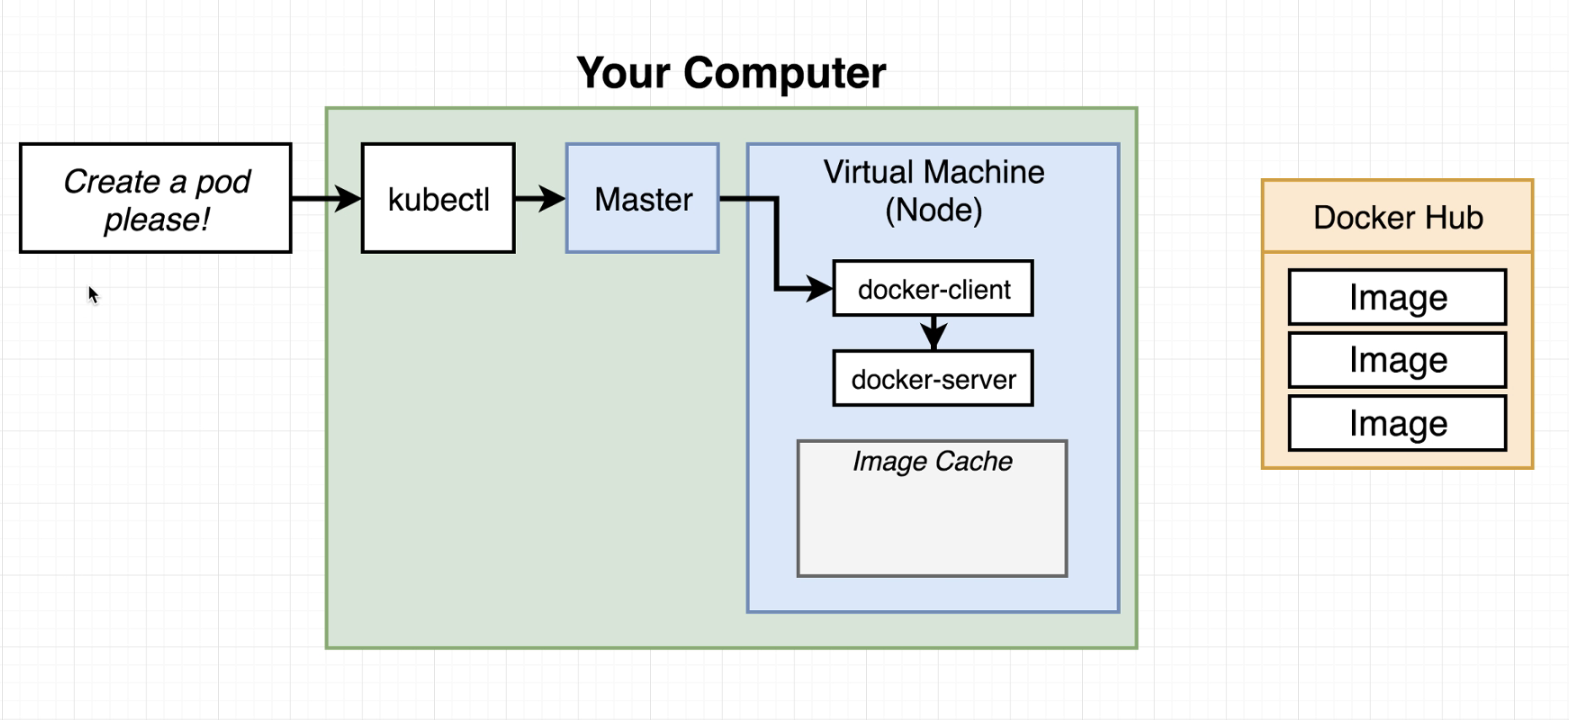 Your Computer
Create a pod
please!
kubectl
Master
Virtual Machine
(Node)
docker-client
docker-server
Image Cache
Docker Hub
Image
Image
Image